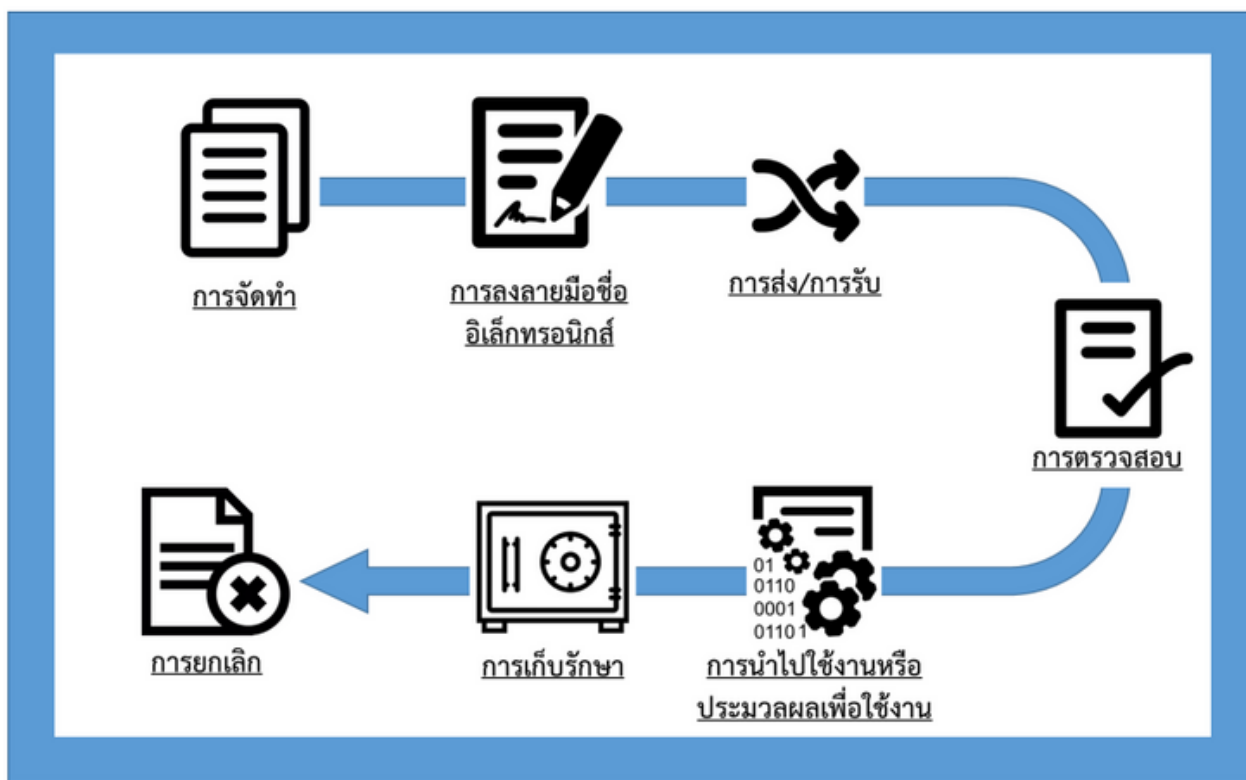 การจัดทำ
การลงลายมือชื่อ
อิเล็กทรอนิกส์
การส่ง/การรับ
การตรวจสอบ
01
0110
0001
01101
การนำไปใช้งานหรือ
ประมวลผลเพื่อใช้งาน
การเก็บรักษา
การยกเลิก